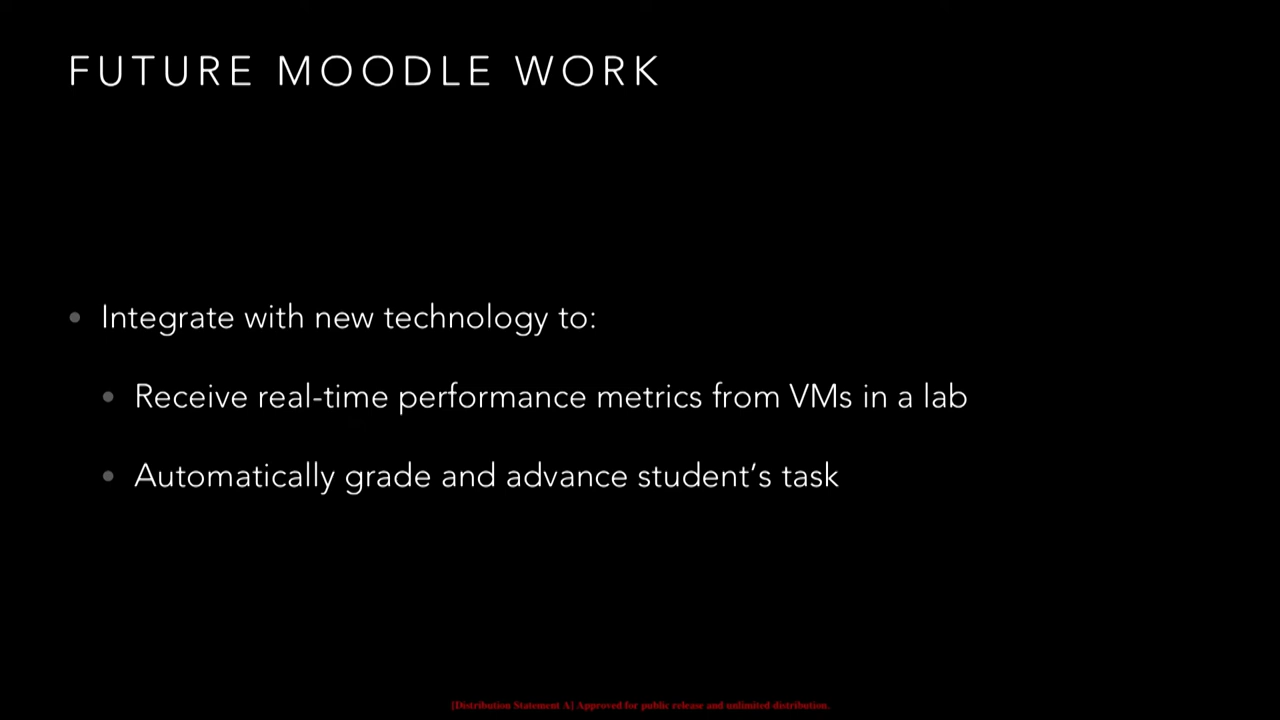 FUTURE MOODLE WORK
• Integrate with new technology to:
• Receive real-time performance metrics from VMs in a lab
• Automatically grade and advance student’s task
[Distribution Statement A] Approved for public release and unlimited distribution.